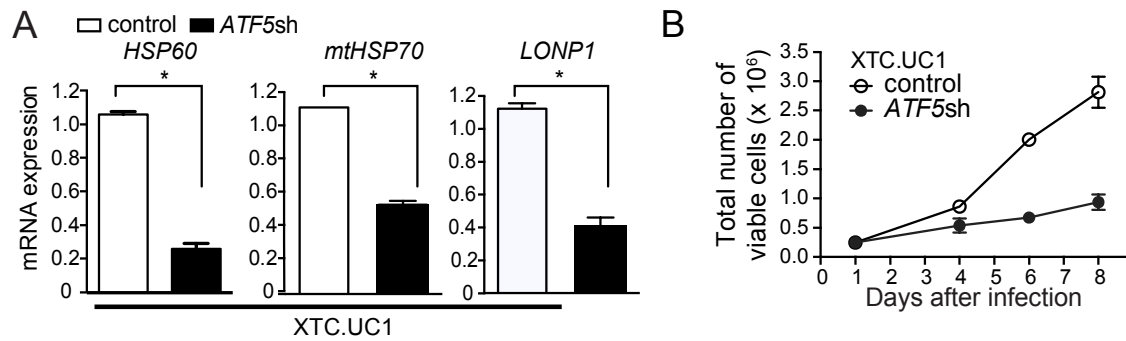 A
control ATF5sh
HSP60 mtHSP70 LONP1
* * *
mRNA expression
1.2 1.2 1.2
1.0 1.0 1.0
0.8 0.8 0.8
0.6 0.6 0.6
0.4 0.4 0.4
0.2 0.2 0.2
0 0 0
XTC.UC1
B
Total number of
viable cells (x 10⁶)
3.5
3.0
2.5
2.0
1.5
1.0
0.5
0.0
XTC.UC1
control
ATF5sh
0 1 2 3 4 5 6 7 8
Days after infection